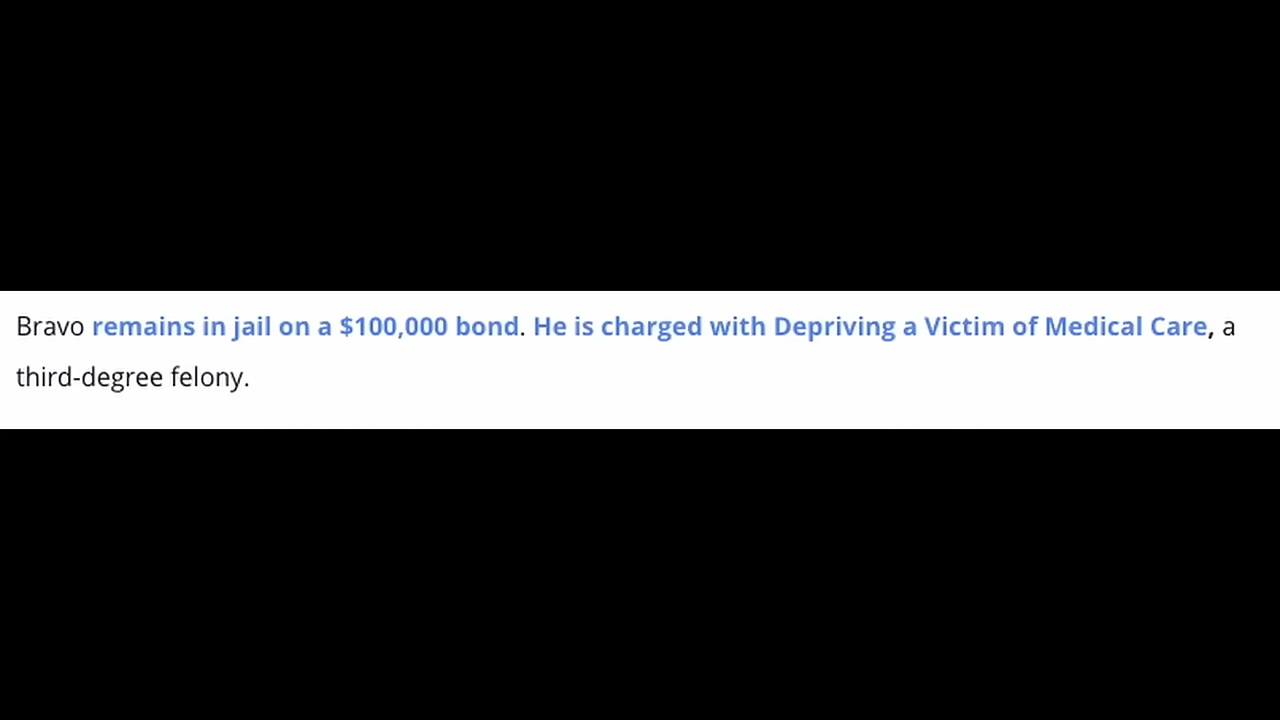 Bravo remains in jail on a $100,000 bond. He is charged with Depriving a Victim of Medical Care, a
third-degree felony.